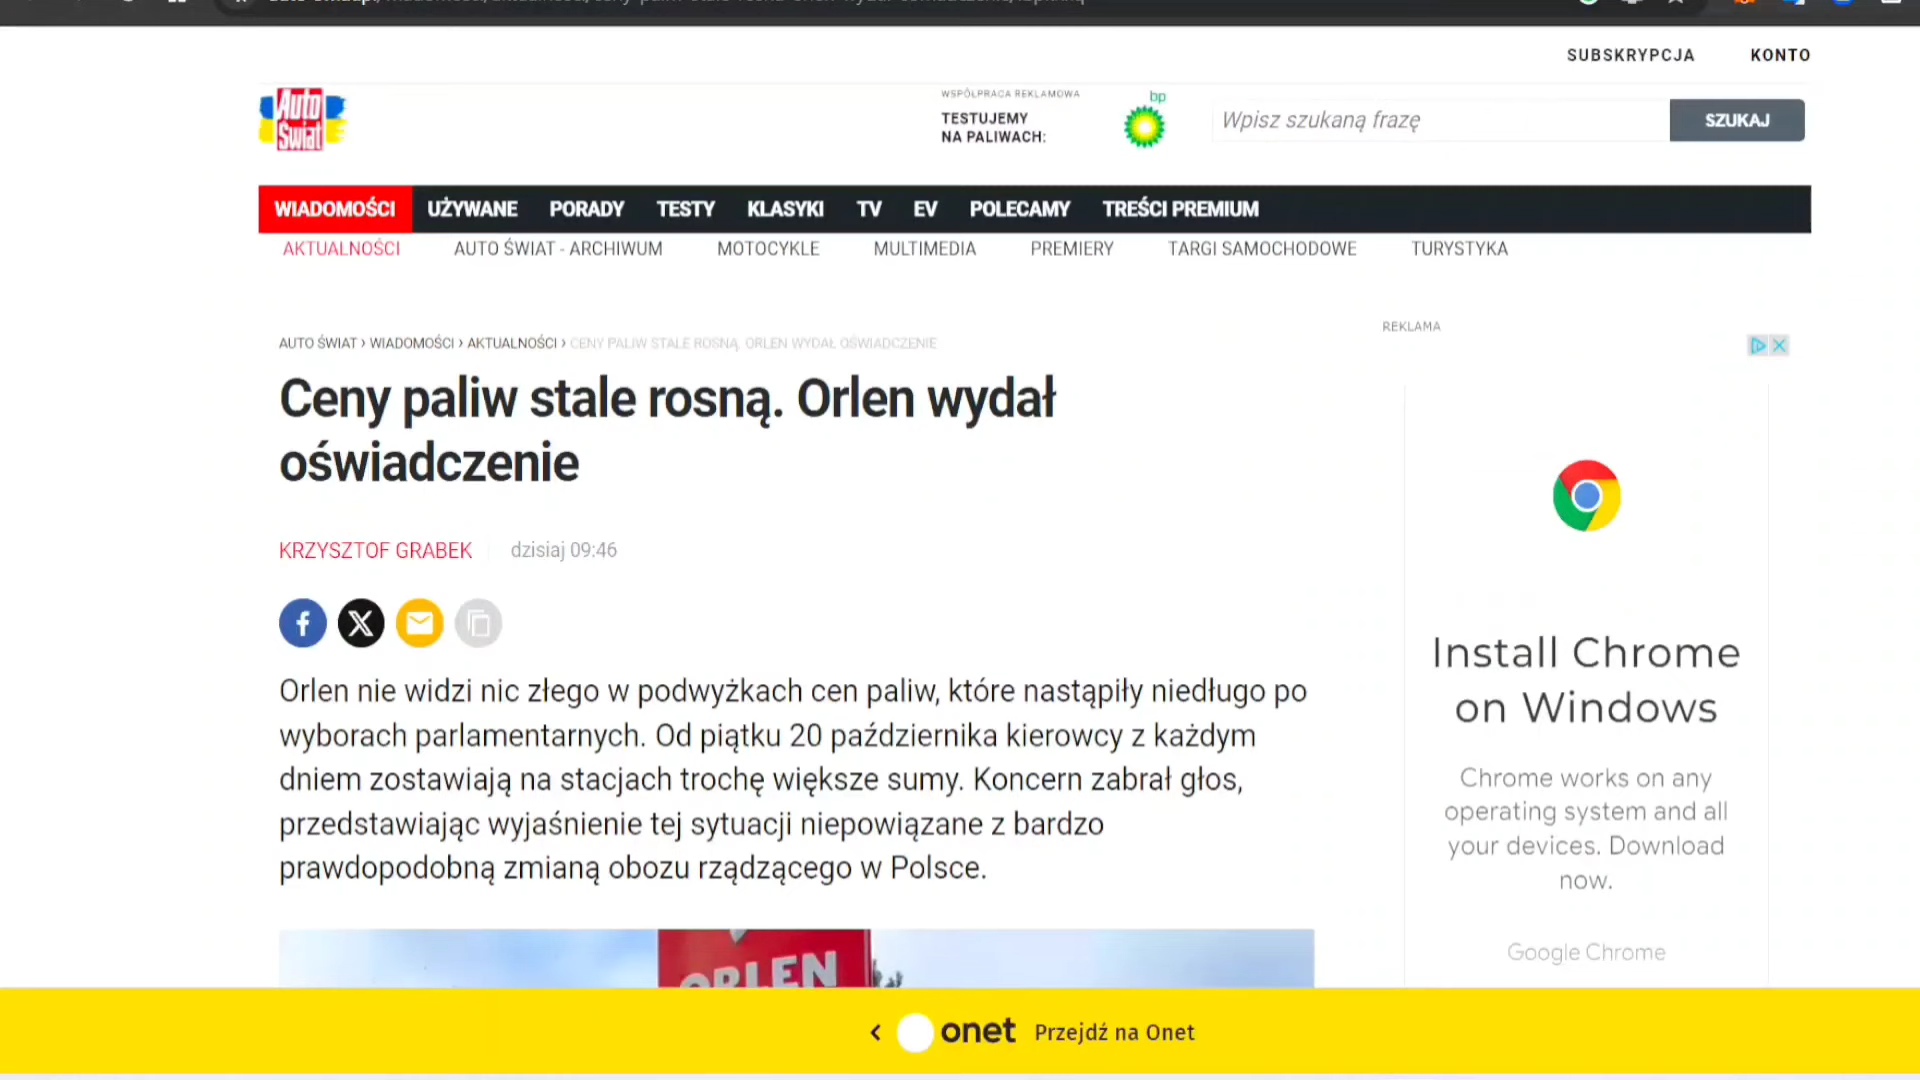 SUBSKRYPCJA KONTO
Auto Świat
WSPÓŁPRACA REKLAMOWA
TESTUJEMY
NA PALIWACH:
bp
Wpisz szukaną frazę
SZUKAJ
WIADOMOŚCI UŻYWANE PORADY TESTY KLASYKI TV EV POLECAMY TREŚCI PREMIUM
AKTUALNOŚCI AUTO ŚWIAT - ARCHIWUM MOTOCYKLE MULTIMEDIA PREMIERY TARGI SAMOCHODOWE TURYSTYKA
REKLAMA
AUTO ŚWIAT › WIADOMOŚCI › AKTUALNOŚCI › CENY PALIW STALE ROSNĄ. ORLEN WYDAŁ OŚWIADCZENIE
Ceny paliw stale rosną. Orlen wydał
oświadczenie
KRZYSZTOF GRABEK dzisiaj 09:46
Orlen nie widzi nic złego w podwyżkach cen paliw, które nastąpiły niedługo po
wyborach parlamentarnych. Od piątku 20 października kierowcy z każdym
dniem zostawiają na stacjach trochę większe sumy. Koncern zabrał głos,
przedstawiając wyjaśnienie tej sytuacji niepowiązane z bardzo
prawdopodobną zmianą obozu rządzącego w Polsce.
ORLEN
Install Chrome
on Windows
Chrome works on any
operating system and all
your devices. Download
now.
Google Chrome
onet Przejdź na Onet